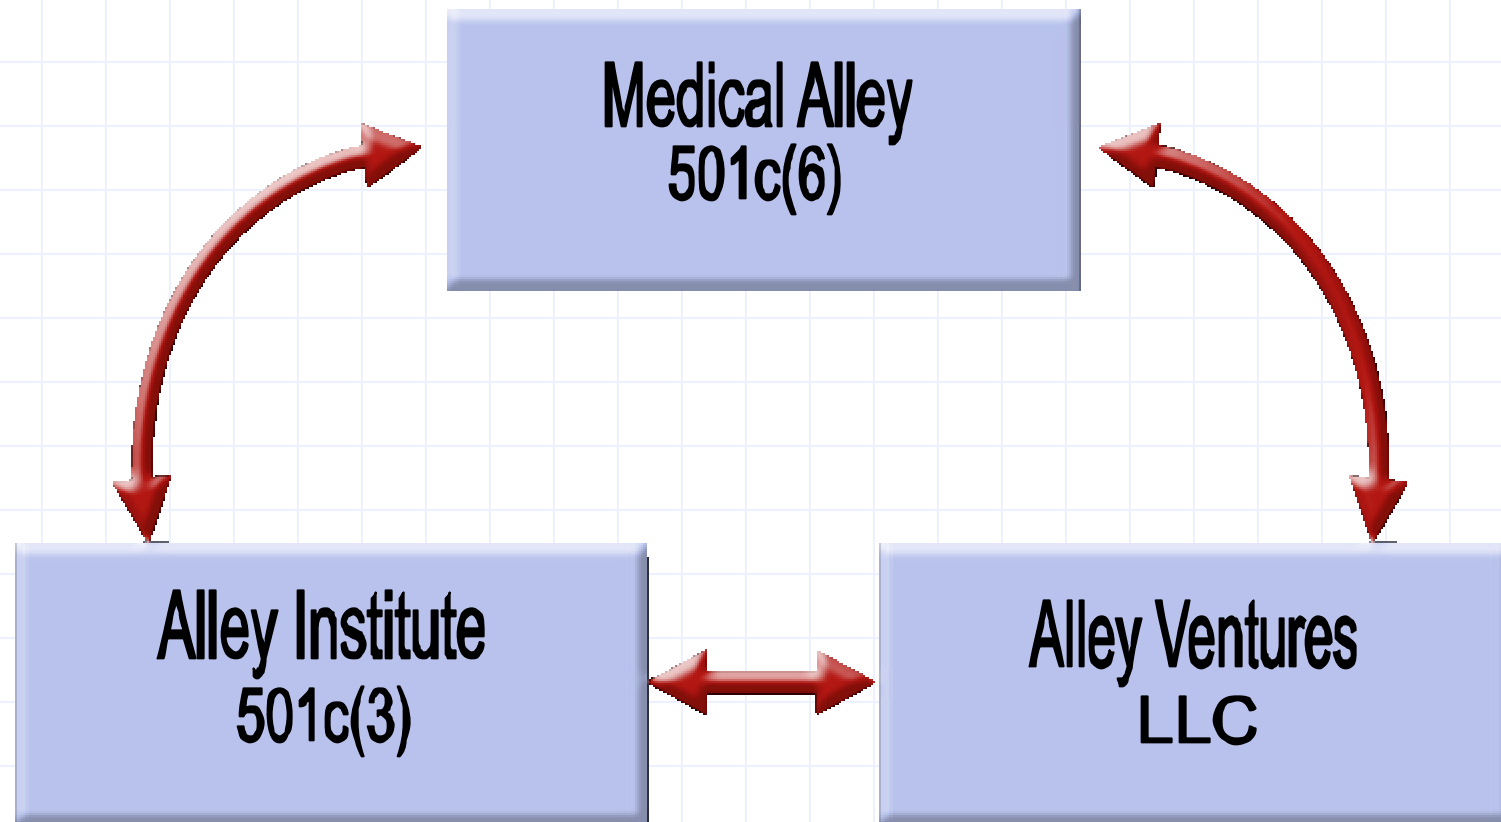 Medical Alley
501c(6)
Alley Institute
501c(3)
Alley Ventures
LLC